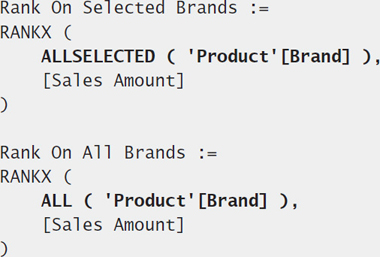 Rank On Selected Brands :=
RANKX (
    ALLSELECTED ( 'Product'[Brand] ),
    [Sales Amount]
)

Rank On All Brands :=
RANKX (
    ALL ( 'Product'[Brand] ),
    [Sales Amount]
)